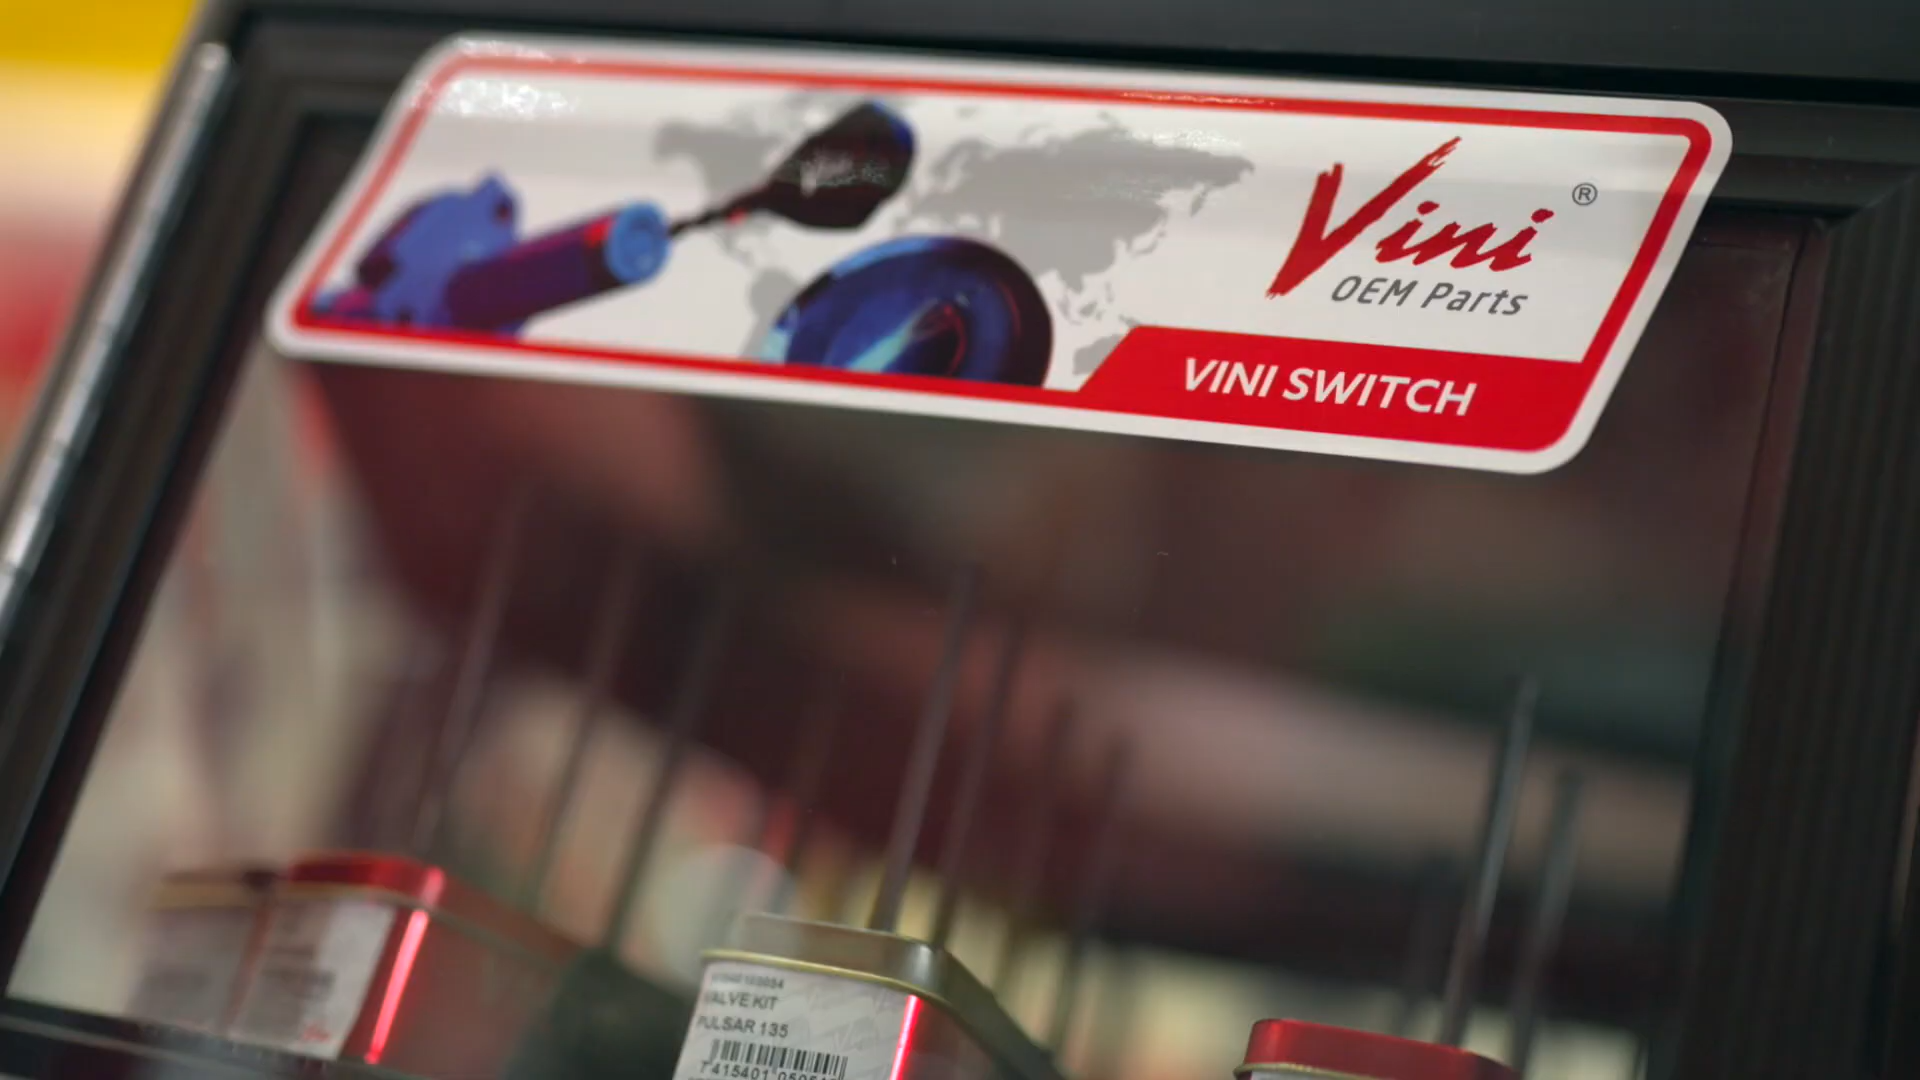 Vini ®
OEM Parts
VINI SWITCH
VALVE KIT
PULSAR 135